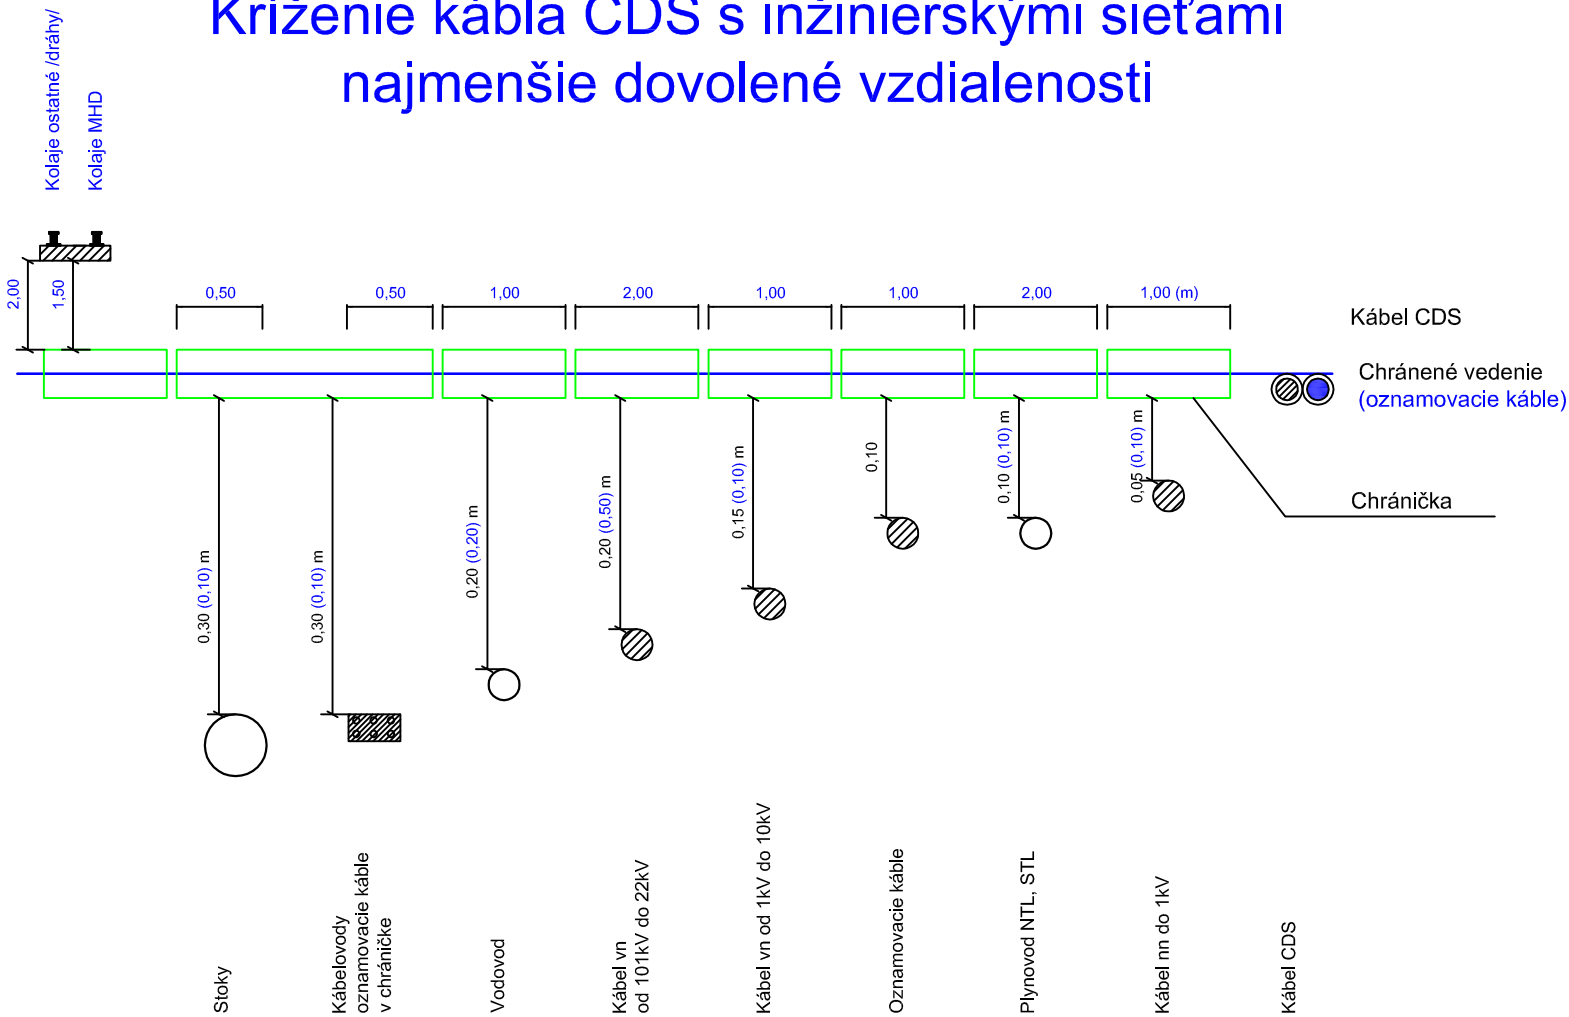 Kríženie kábla CDS s inžinierskými sieťami
najmenšie dovolené vzdialenosti
Kolaje ostatné /dráhy/
Kolaje MHD
2,00
1,50
0,50
0,50
1,00
2,00
1,00
1,00
2,00
1,00 (m)
Kábel CDS
Chránené vedenie
(oznamovacie káble)
Chránička
0,30 (0,10) m
0,30 (0,10) m
0,20 (0,20) m
0,20 (0,50) m
0,15 (0,10) m
0,10
0,10 (0,10) m
0,05 (0,10) m
Stoky
Kábelovody
oznamovacie káble
v chráničke
Vodovod
Kábel vn
od 101kV do 22kV
Kábel vn od 1kV do 10kV
Oznamovacie káble
Plynovod NTL, STL
Kábel nn do 1kV
Kábel CDS